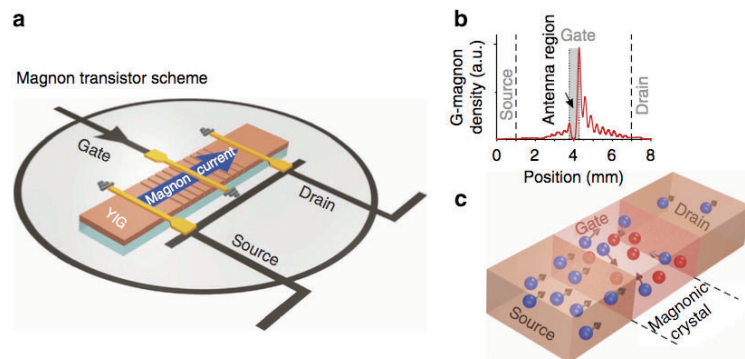 a
Magnon transistor scheme
Gate
Magnon current
YIG
Drain
Source
b
Gate
G-magnon
density (a.u.)
Source
Antenna region
Drain
0 2 4 6 8
Position (mm)
c
Gate
Drain
Source
Magnonic
crystal